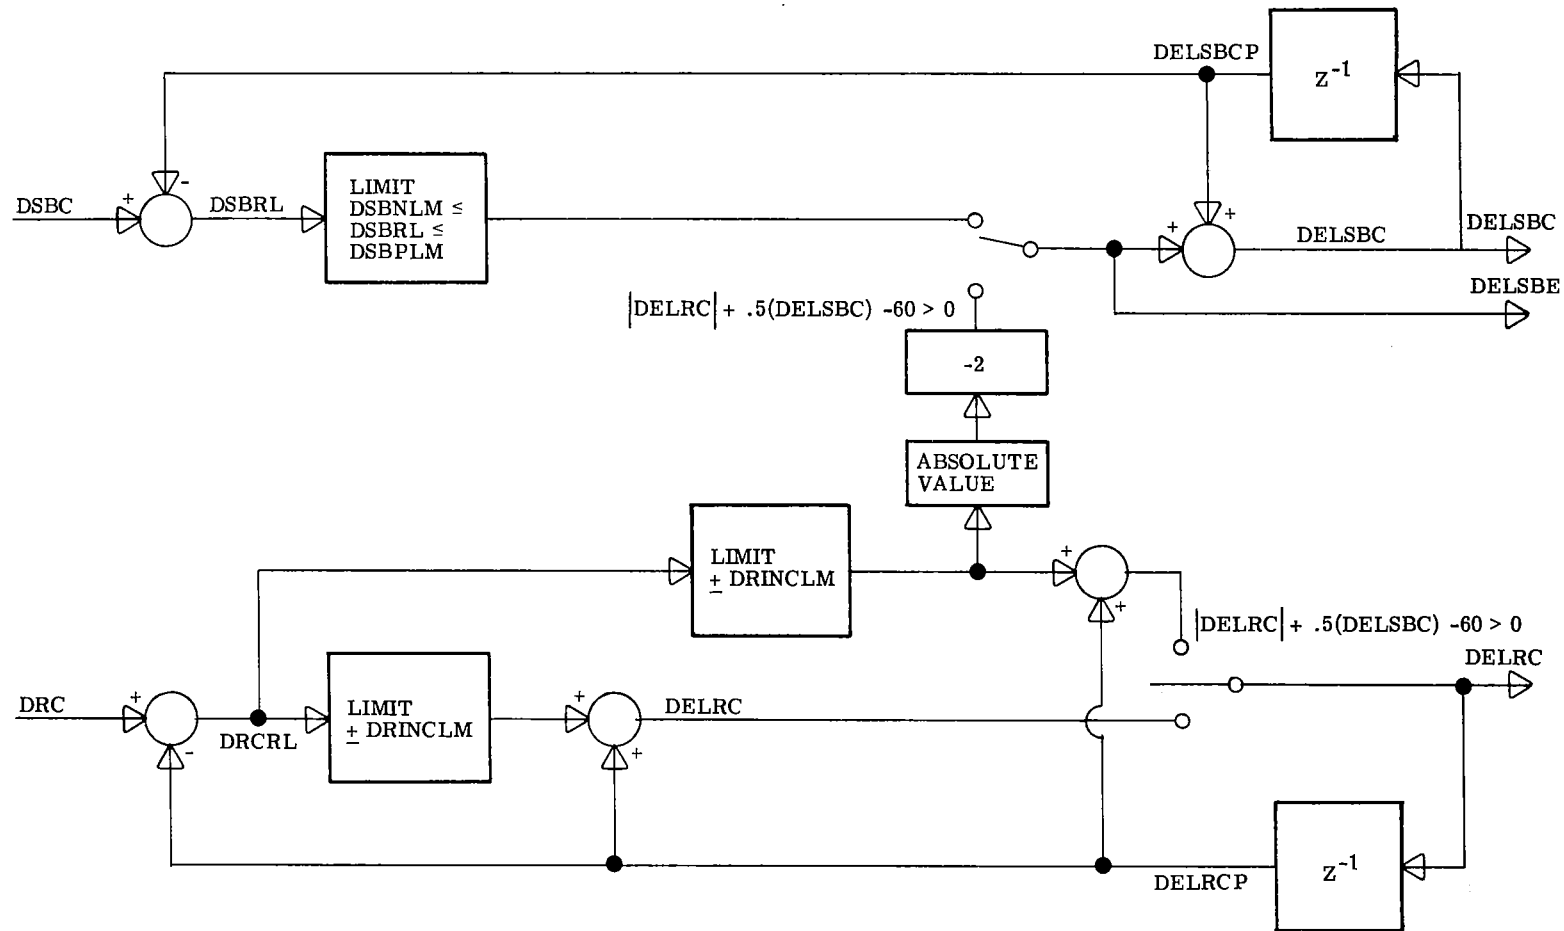 DELSBCP
z⁻¹
-
+
DSBC
DSBRL
LIMIT
DSBNLM ≤
DSBRL ≤
DSBPLM
+
+
DELSBC
DELSBC
DELSBE
|DELRC| + .5(DELSBC) -60 > 0
-2
ABSOLUTE
VALUE
LIMIT
± DRINCLM
+
+
|DELRC| + .5(DELSBC) -60 > 0
DELRC
DRC
+
-
DRCRL
LIMIT
± DRINCLM
+
+
DELRC
DELRCP
z⁻¹